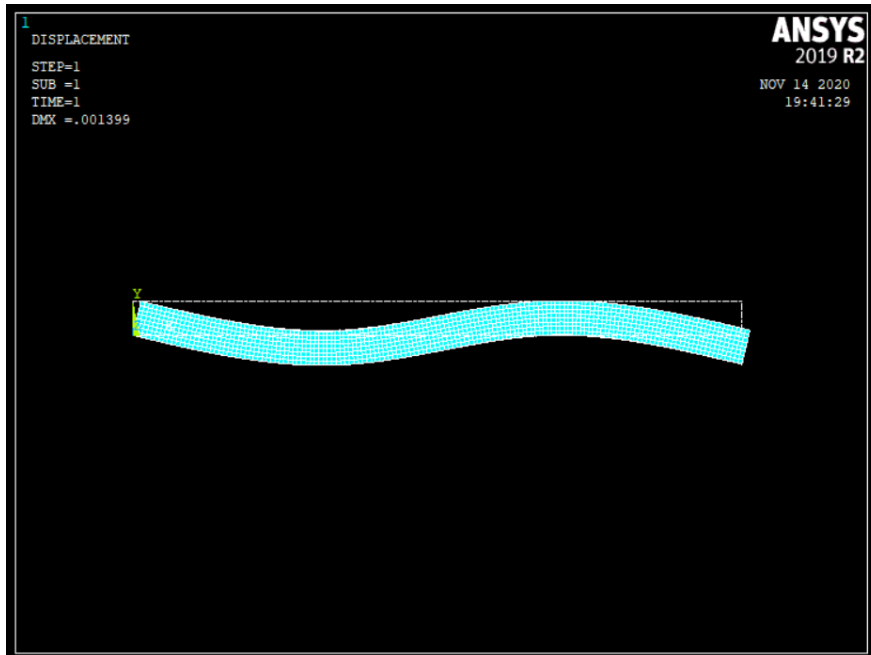 1
DISPLACEMENT
STEP=1
SUB =1
TIME=1
DMX =.001399
ANSYS
2019 R2
NOV 14 2020
19:41:29
Y
X